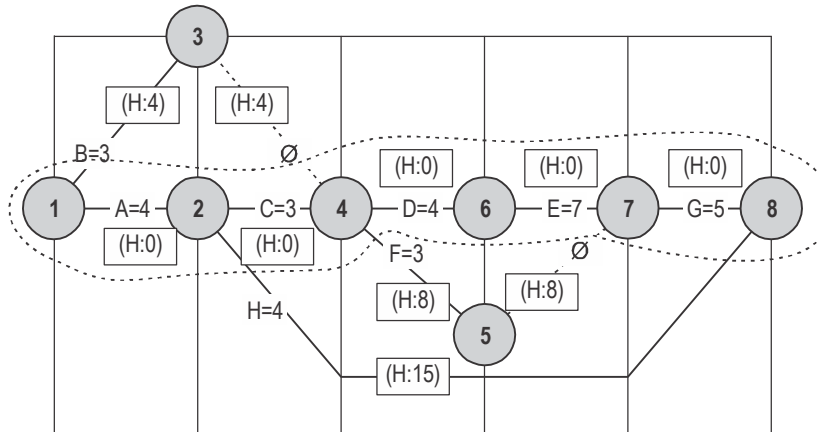 3
(H:4) (H:4)
B=3 Ø
(H:0) (H:0) (H:0)
1 A=4 2 C=3 4 D=4 6 E=7 7 G=5 8
(H:0) (H:0)
F=3 Ø
(H:8) (H:8)
H=4
5
(H:15)